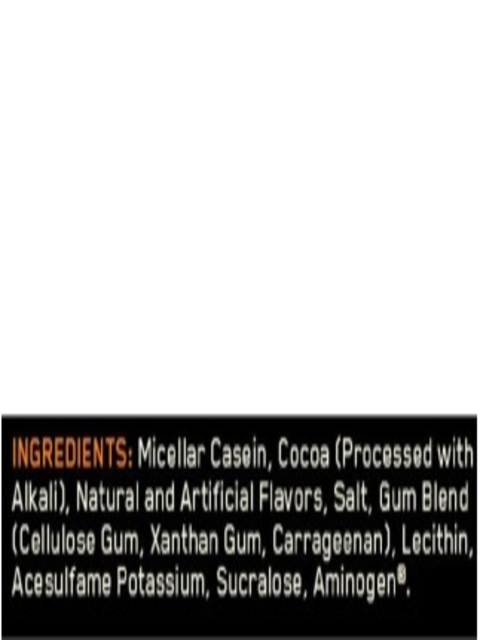 INGREDIENTS: Micellar Casein, Cocoa (Processed with
Alkali), Natural and Artificial Flavors, Salt, Gum Blend
(Cellulose Gum, Xanthan Gum, Carrageenan), Lecithin,
Acesulfame Potassium, Sucralose, Aminogen®.